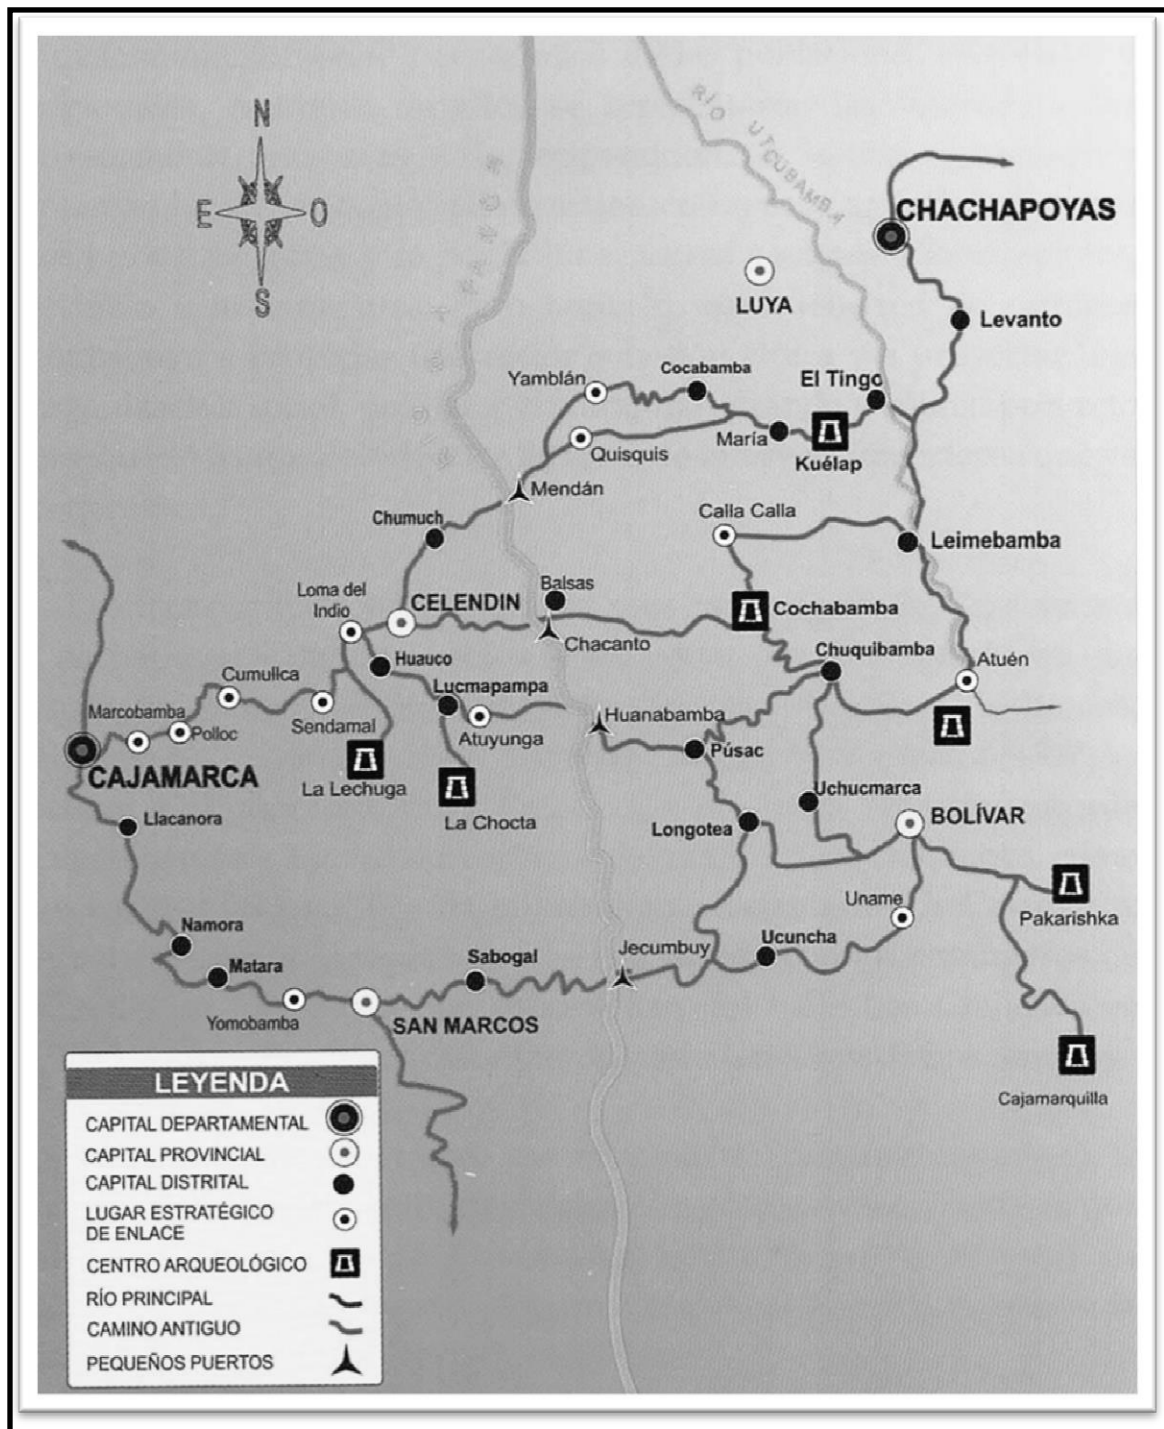 N
E
O
S
RÍO UTCUBAMBA
CHACHAPOYAS
LUYA
Levanto
Cocabamba
Yamblán
El Tingo
María
Quisquis
Kuélap
Mendán
Calla Calla
Chumuch
Leimebamba
Balsas
Loma del
Indio
CELENDIN
Cochabamba
Chacanto
Chuquibamba
Huauco
Atuén
Cumullca
Lucmapampa
Marcobamba
Polloc
Sendamal
Atuyunga
Huanabamba
Púsac
CAJAMARCA
La Lechuga
Uchucmarca
La Chocta
Longotea
BOLÍVAR
Llacanora
Uname
Pakarishka
Namora
Ucuncha
Jecumbuy
Sabogal
Matara
Yomobamba
SAN MARCOS
Cajamarquilla
LEYENDA
CAPITAL DEPARTAMENTAL
CAPITAL PROVINCIAL
CAPITAL DISTRITAL
LUGAR ESTRATÉGICO
DE ENLACE
CENTRO ARQUEOLÓGICO
RÍO PRINCIPAL
CAMINO ANTIGUO
PEQUEÑOS PUERTOS